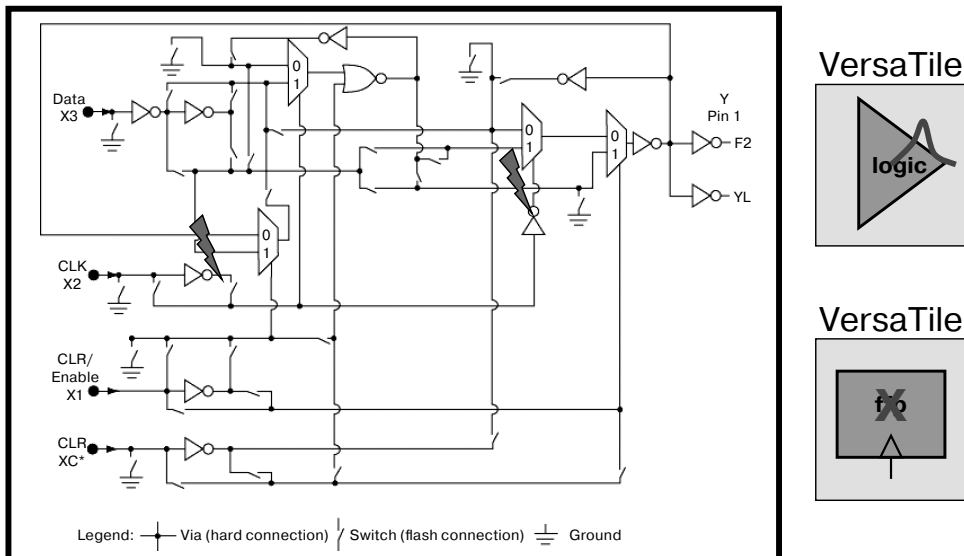 0
1
Data
X3
CLK
X2
CLR/
Enable
X1
CLR
XC*
0
1
0
1
0
1
Y
Pin 1
F2
YL
Legend: Via (hard connection) Switch (flash connection) Ground
VersaTile
logic
VersaTile